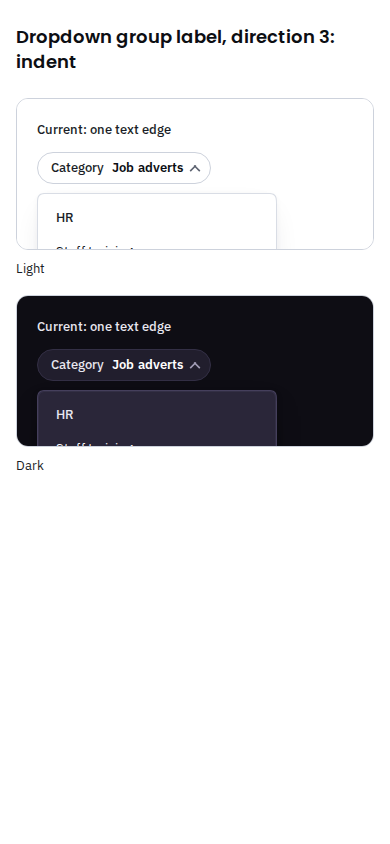 Dropdown group label, direction 3:
indent
Current: one text edge
Category Job adverts
HR
Light
Current: one text edge
Category Job adverts
HR
Dark